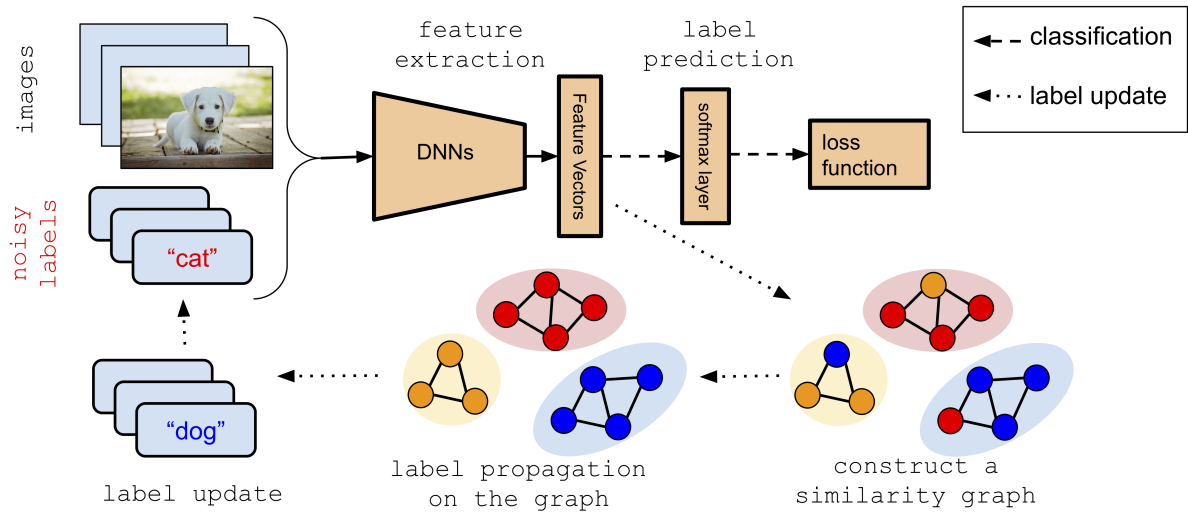 images
noisy
labels
“cat”
“dog”
label update
feature
extraction
DNNs
Feature Vectors
label
prediction
softmax layer
loss
function
classification
label update
label propagation
on the graph
construct a
similarity graph